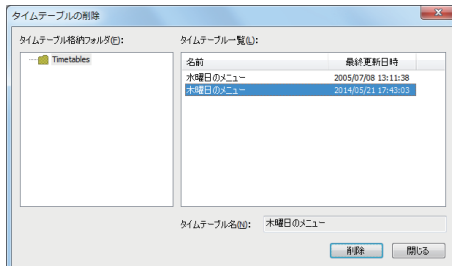 タイムテーブルの削除
タイムテーブル格納フォルダ(F):
タイムテーブル一覧(L):
Timetables
名前 最終更新日時
水曜日のメニュー 2005/07/08 13:11:38
木曜日のメニュー 2014/05/21 17:43:03
タイムテーブル名(N): 木曜日のメニュー
削除 閉じる